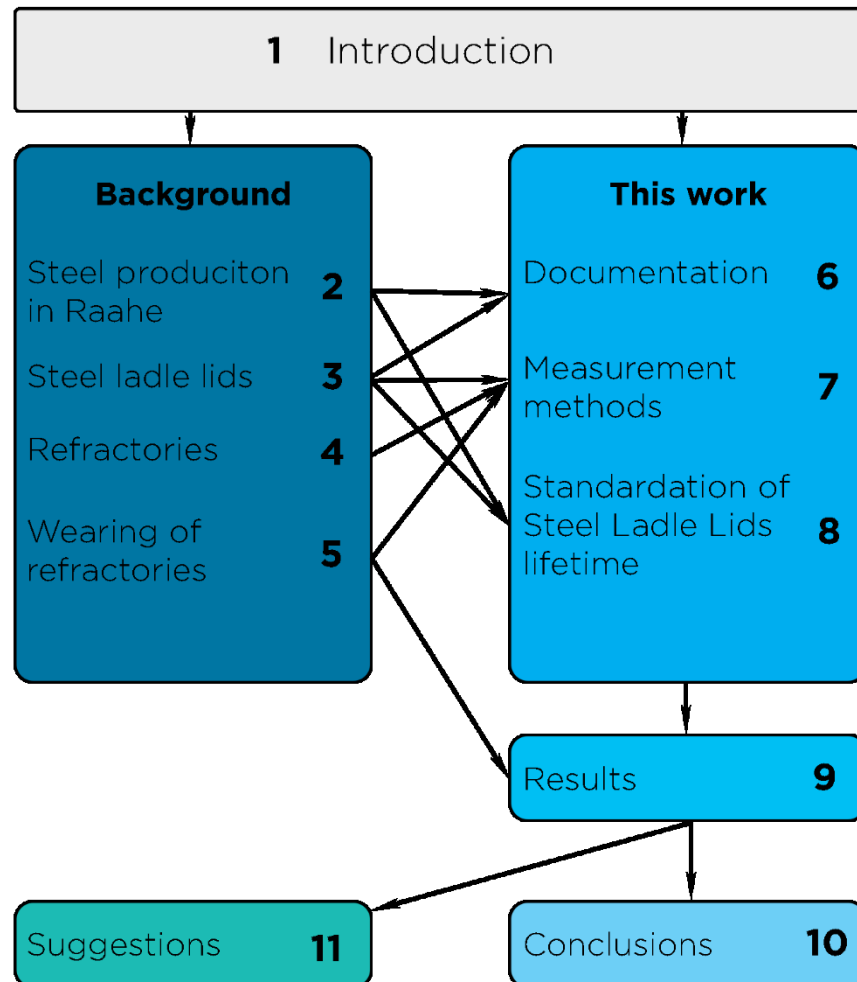 1 Introduction
Background
Steel produciton
in Raahe
2
Steel ladle lids 3
Refractories 4
Wearing of
refractories
5
This work
Documentation 6
Measurement
methods
7
Standardation of
Steel Ladle Lids
lifetime
8
Results 9
Suggestions 11
Conclusions 10